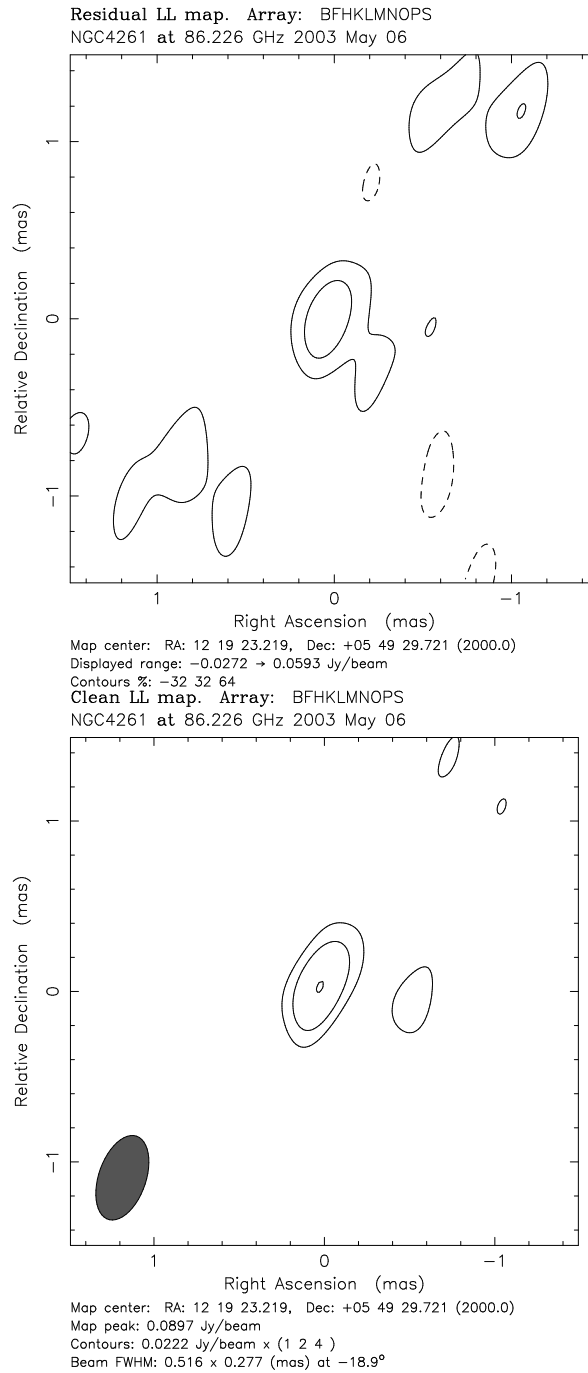 Residual LL map. Array: BFHKLMNOPS
NGC4261 at 86.226 GHz 2003 May 06
Relative Declination (mas)
1
0
−1
1 0 −1
Right Ascension (mas)
Map center: RA: 12 19 23.219, Dec: +05 49 29.721 (2000.0)
Displayed range: −0.0272 → 0.0593 Jy/beam
Contours %: −32 32 64
Clean LL map. Array: BFHKLMNOPS
NGC4261 at 86.226 GHz 2003 May 06
Relative Declination (mas)
1
0
−1
1 0 −1
Right Ascension (mas)
Map center: RA: 12 19 23.219, Dec: +05 49 29.721 (2000.0)
Map peak: 0.0897 Jy/beam
Contours: 0.0222 Jy/beam x (1 2 4 )
Beam FWHM: 0.516 x 0.277 (mas) at −18.9°